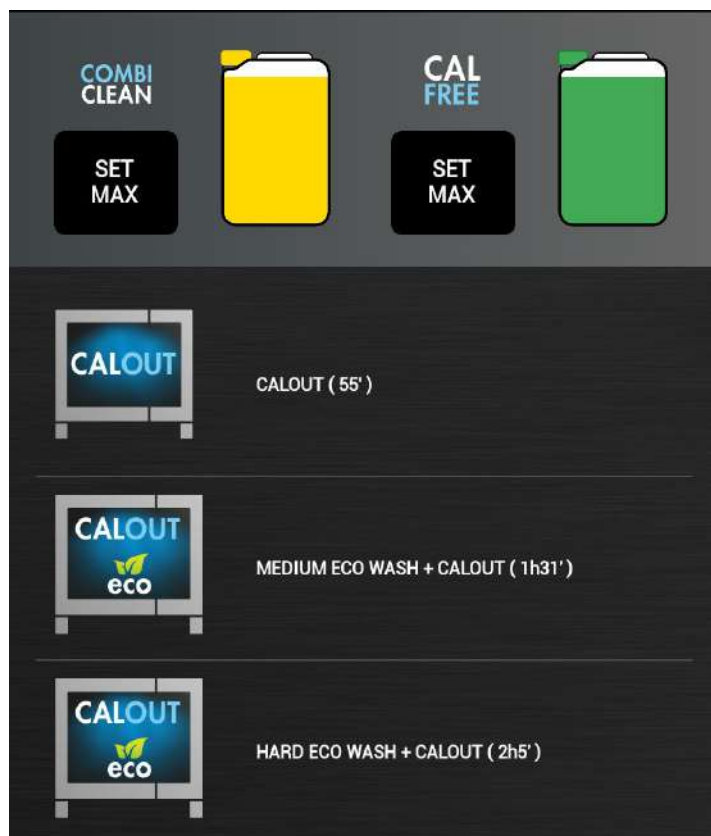 COMBI
CLEAN
SET
MAX
CAL
FREE
SET
MAX
CALOUT
CALOUT ( 55' )
CALOUT
eco
MEDIUM ECO WASH + CALOUT ( 1h31' )
CALOUT
eco
HARD ECO WASH + CALOUT ( 2h5' )